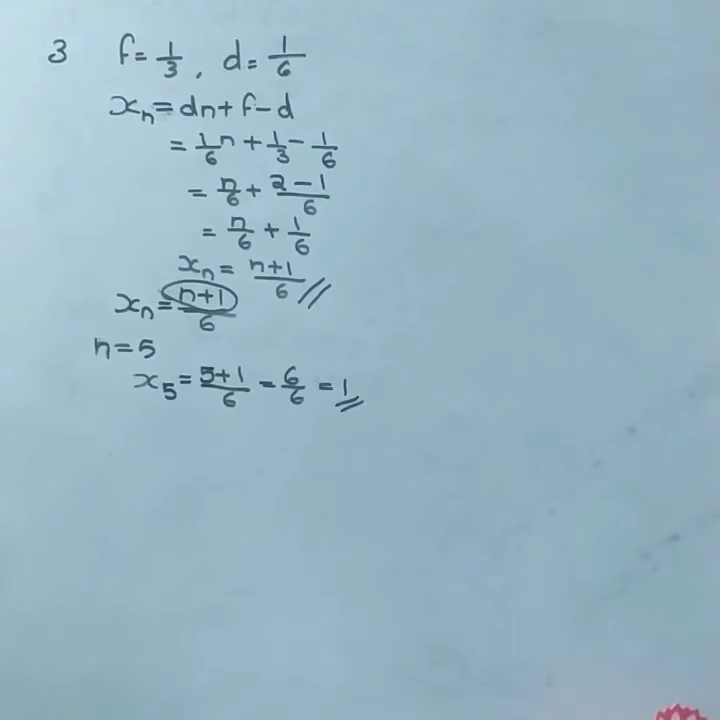 3 f= 1/3 , d= 1/6
xₙ= dn+f-d
= 1/6 n + 1/3 - 1/6
= n/6 + (2-1)/6
= n/6 + 1/6
xₙ= (n+1)/6 //
xₙ= (n+1)/6
n=5
x₅= (5+1)/6 = 6/6 = 1 //